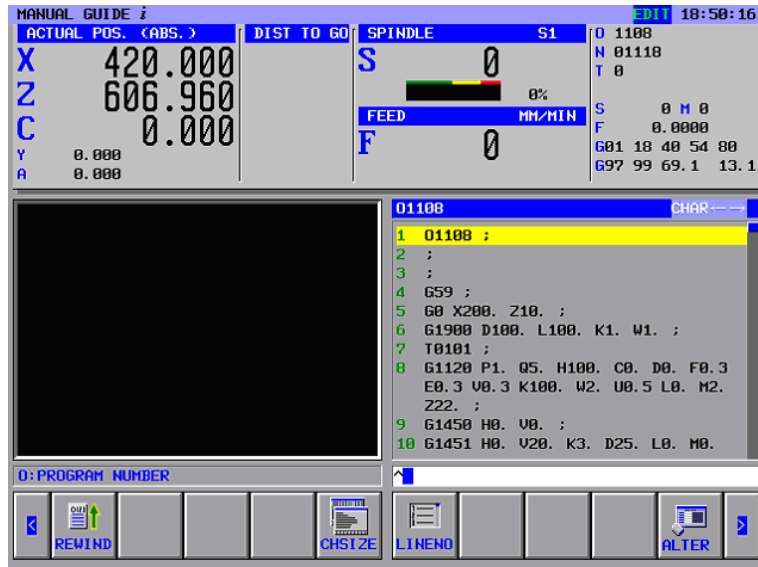 MANUAL GUIDE i EDIT 18:50:16
ACTUAL POS. (ABS.) DIST TO GO SPINDLE S1
X 420.000
Z 606.960
C 0.000
Y 0.000
A 0.000
S 0
0%
FEED MM/MIN
F 0
O 1108
N 01118
T 0
S 0 M 0
F 0.0000
G01 18 40 54 80
G97 99 69.1 13.1
O1108 CHAR←→
1 O1108 ;
2 ;
3 ;
4 G59 ;
5 G0 X200. Z10. ;
6 G1900 D100. L100. K1. W1. ;
7 T0101 ;
8 G1120 P1. Q5. H100. C0. D0. F0.3
E0.3 V0.3 K100. W2. U0.5 L0. M2.
Z22. ;
9 G1450 H0. V0. ;
10 G1451 H0. V20. K3. D25. L0. M0.
O:PROGRAM NUMBER
^
< REWIND CHSIZE LINENO ALTER >